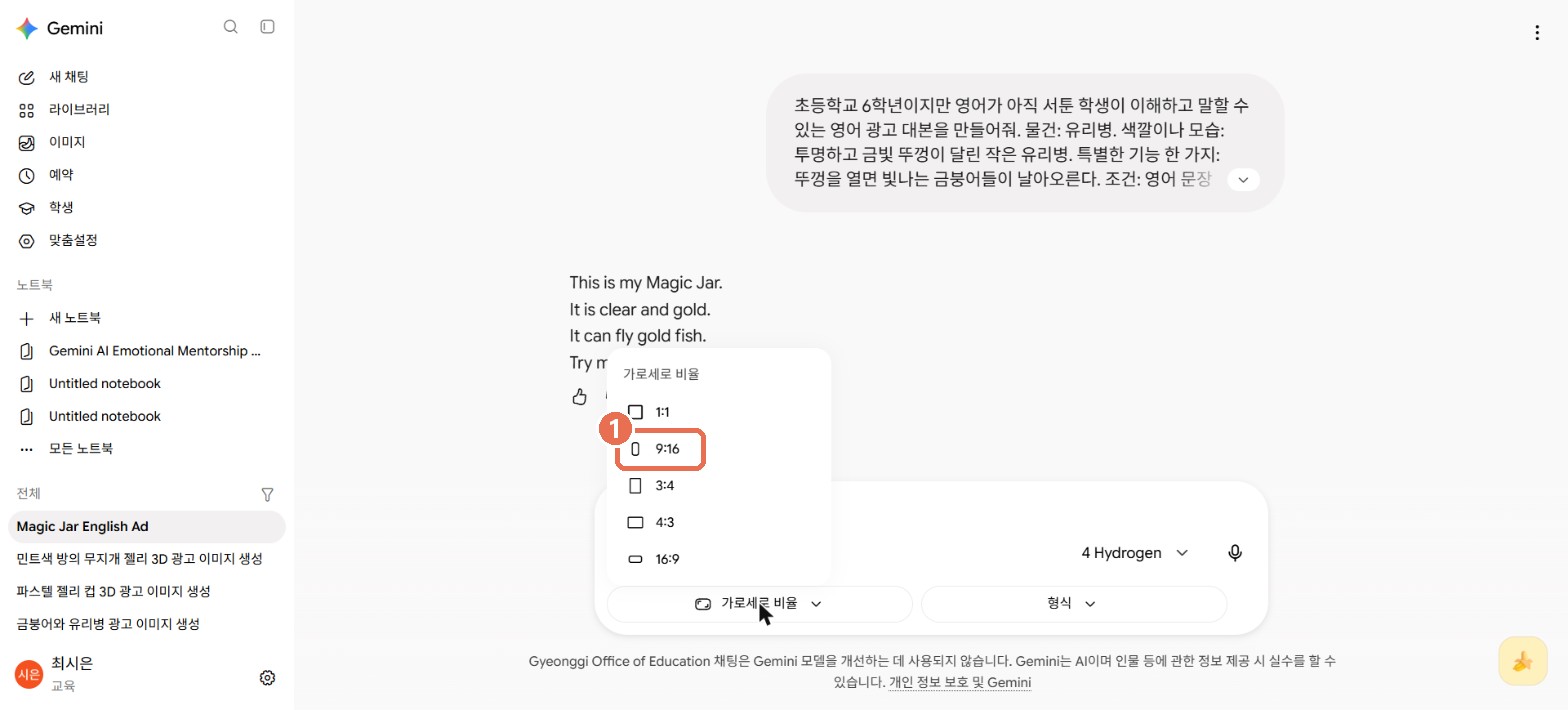 Gemini
새 채팅
라이브러리
이미지
예약
학생
맞춤설정
노트북
새 노트북
Gemini AI Emotional Mentorship ...
Untitled notebook
Untitled notebook
모든 노트북
전체
Magic Jar English Ad
민트색 방의 무지개 젤리 3D 광고 이미지 생성
파스텔 젤리 컵 3D 광고 이미지 생성
금붕어와 유리병 광고 이미지 생성
시은
최시은
교육
초등학교 6학년이지만 영어가 아직 서툰 학생이 이해하고 말할 수
있는 영어 광고 대본을 만들어줘. 물건: 유리병. 색깔이나 모습:
투명하고 금빛 뚜껑이 달린 작은 유리병. 특별한 기능 한 가지:
뚜껑을 열면 빛나는 금붕어들이 날아오른다. 조건: 영어 문장
This is my Magic Jar.
It is clear and gold.
It can fly gold fish.
Try
가로세로 비율
1:1
1
9:16
3:4
4:3
16:9
4 Hydrogen
가로세로 비율
형식
Gyeonggi Office of Education 채팅은 Gemini 모델을 개선하는 데 사용되지 않습니다. Gemini는 AI이며 인물 등에 관한 정보 제공 시 실수를 할 수
있습니다. 개인 정보 보호 및 Gemini